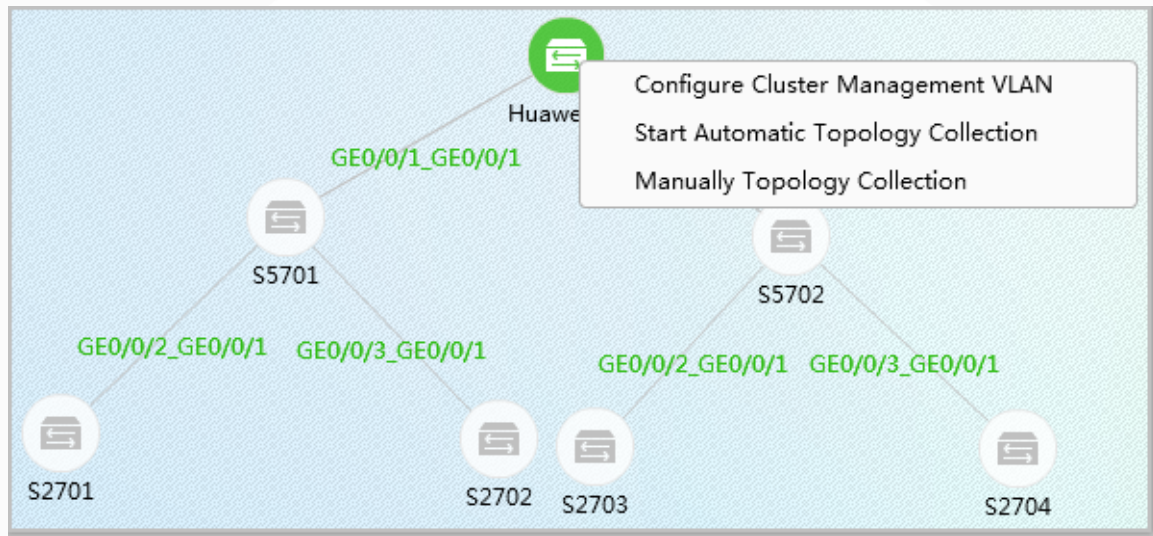 Configure Cluster Management VLAN
Huawe
Start Automatic Topology Collection
GE0/0/1_GE0/0/1
Manually Topology Collection
S5701
S5702
GE0/0/2_GE0/0/1
GE0/0/3_GE0/0/1
GE0/0/2_GE0/0/1
GE0/0/3_GE0/0/1
S2701
S2702
S2703
S2704